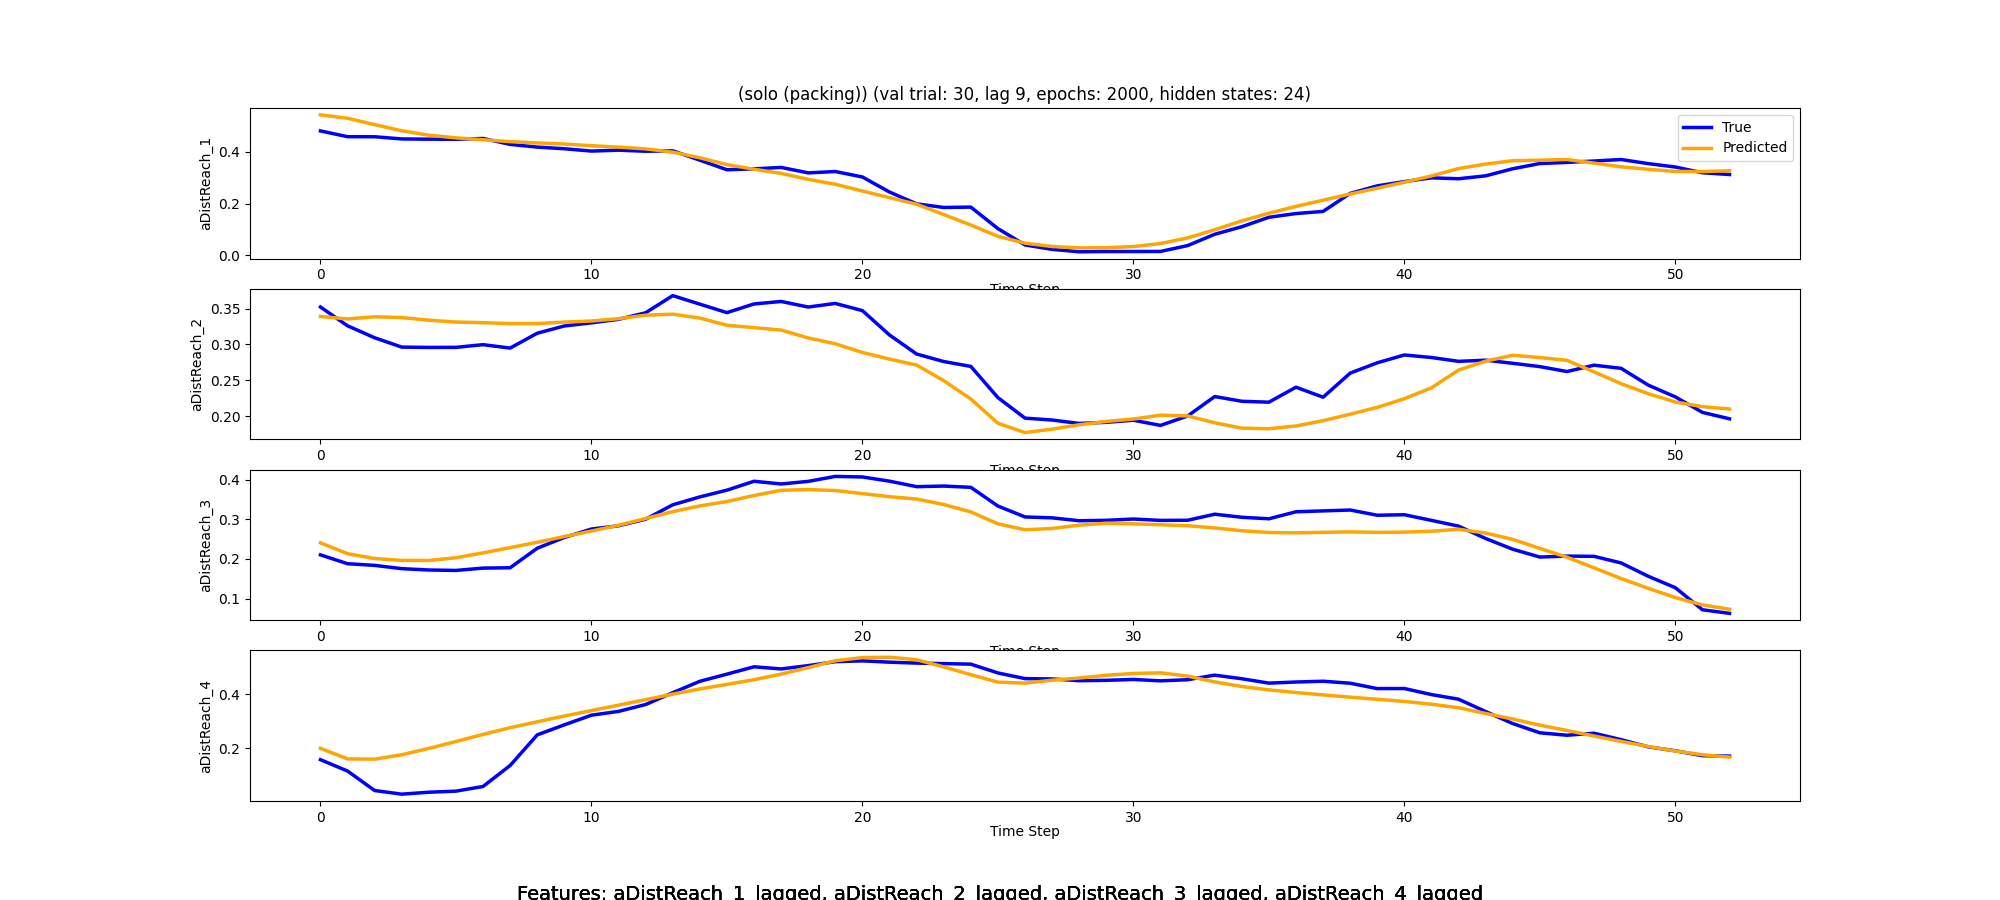 (solo (packing)) (val trial: 30, lag 9, epochs: 2000, hidden states: 24)
True
Predicted
aDistReach_1
0.4
0.2
0.0
0 10 20 30 40 50
Time Step
aDistReach_2
0.35
0.30
0.25
0.20
0 10 20 30 40 50
Time Step
aDistReach_3
0.4
0.3
0.2
0.1
0 10 20 30 40 50
Time Step
aDistReach_4
0.4
0.2
0 10 20 30 40 50
Time Step
Features: aDistReach_1_lagged, aDistReach_2_lagged, aDistReach_3_lagged, aDistReach_4_lagged